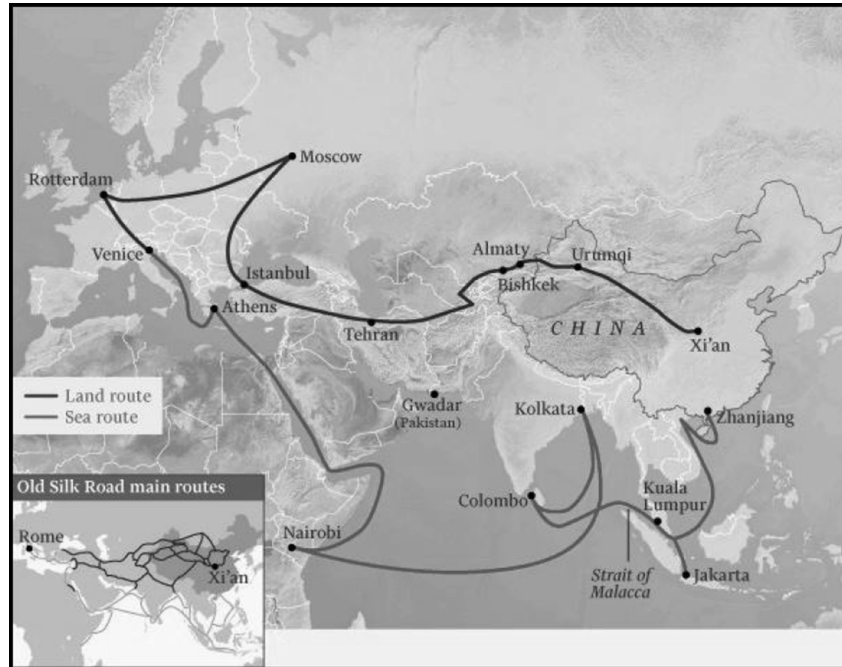 Moscow
Rotterdam
Venice
Almaty
Urumqi
Istanbul
Bishkek
Athens
CHINA
Tehran
Xi'an
Land route
Sea route
Gwadar
(Pakistan)
Kolkata
Zhanjiang
Old Silk Road main routes
Colombo
Kuala
Lumpur
Rome
Nairobi
Xi'an
Strait of
Malacca
Jakarta